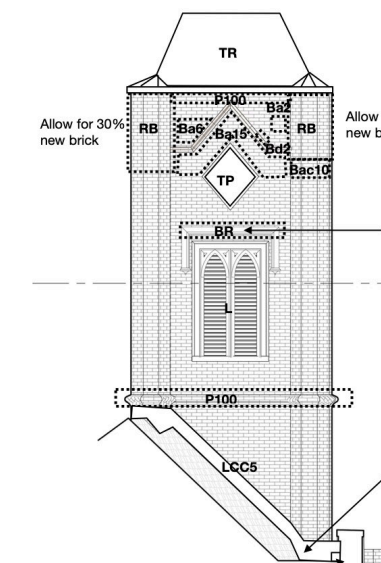 TR
P100
Ba2
Allow for 30%
new brick
RB
Ba6
Ba15
RB
Allow
new b
Bd2
Bac10
TP
BR
L
P100
LCC5